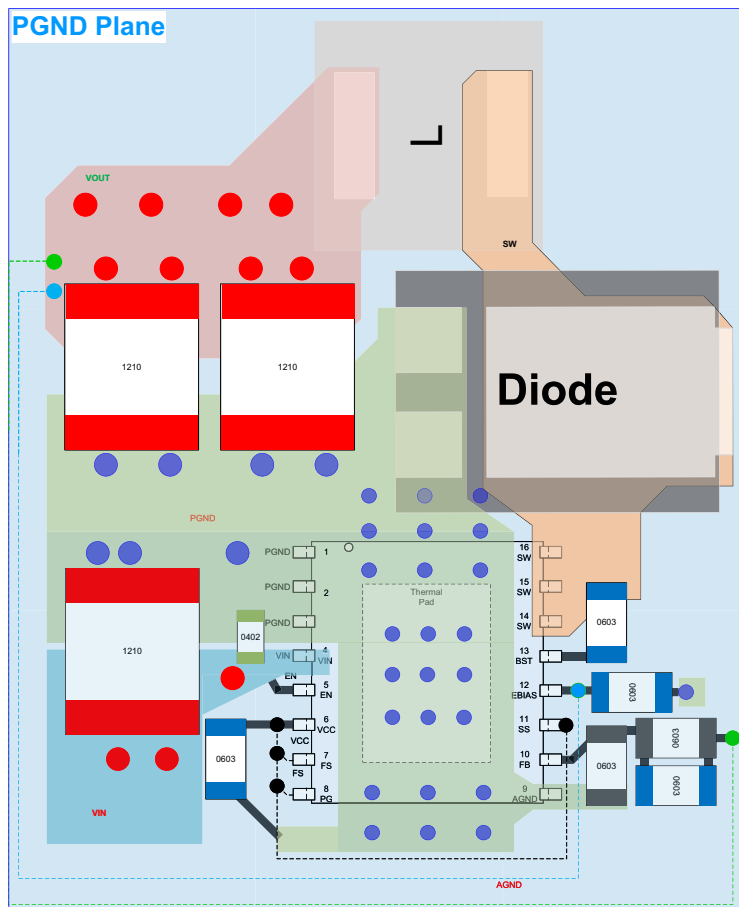 PGND Plane
VOUT
L
SW
1210
1210
Diode
PGND
PGND
1
16
SW
PGND
2
15
SW
Thermal
Pad
PGND
14
SW
0603
0402
1210
VIN
4
VIN
13
BST
EN
5
EN
12
EBIAS
0603
6
VCC
11
SS
VCC
0603
7
FS
10
FB
0603
0603
FS
8
PG
9
AGND
0603
VIN
AGND